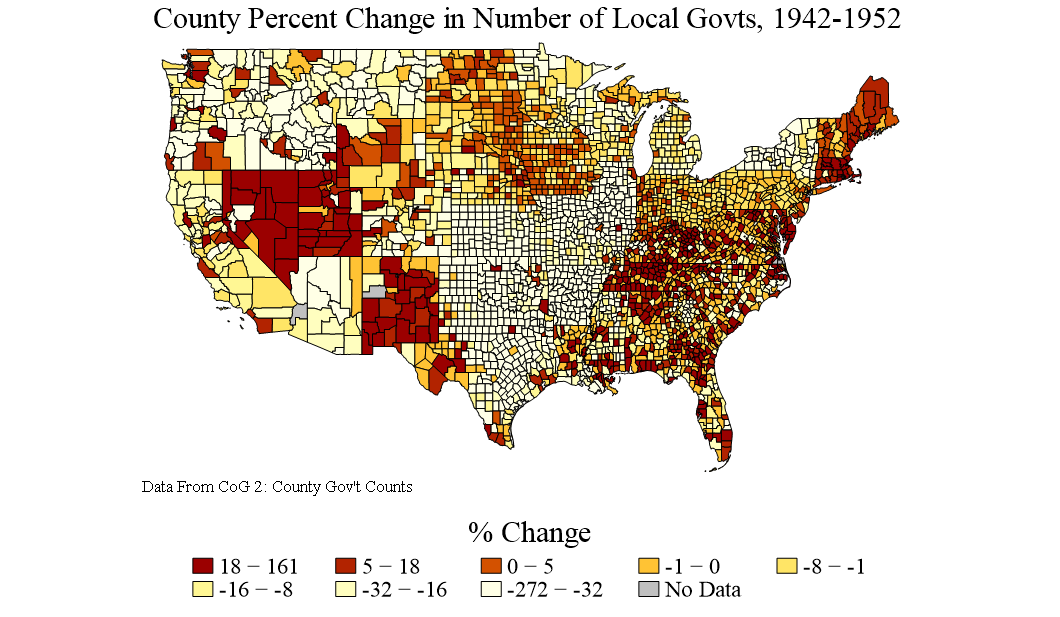 County Percent Change in Number of Local Govts, 1942-1952
Data From CoG 2: County Gov't Counts
% Change
18 − 161 5 − 18 0 − 5 -1 − 0 -8 − -1
-16 − -8 -32 − -16 -272 − -32 No Data